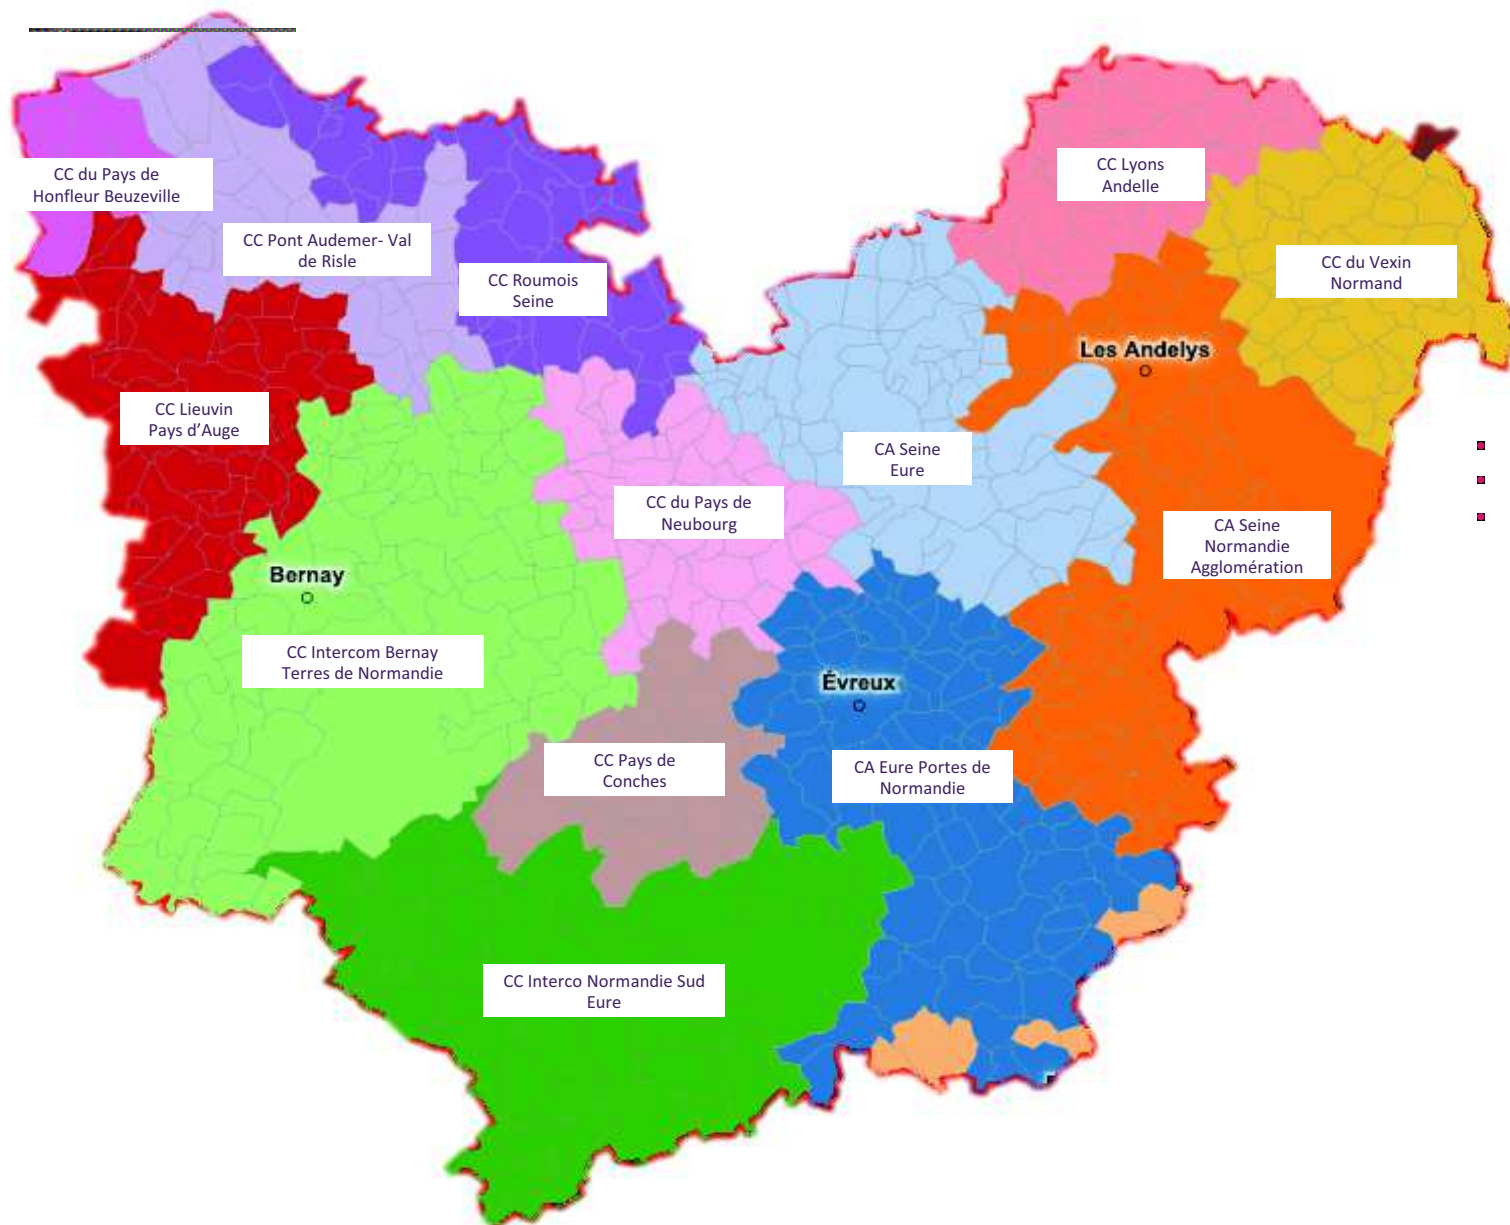 CC du Pays de
Honfleur Beuzeville
CC Pont Audemer- Val
de Risle
CC Roumois
Seine
CC Lyons
Andelle
CC du Vexin
Normand
Les Andelys
CC Lieuvin
Pays d’Auge
CA Seine
Eure
CC du Pays de
Neubourg
CA Seine
Normandie
Agglomération
Bernay
CC Intercom Bernay
Terres de Normandie
Évreux
CC Pays de
Conches
CA Eure Portes de
Normandie
CC Interco Normandie Sud
Eure